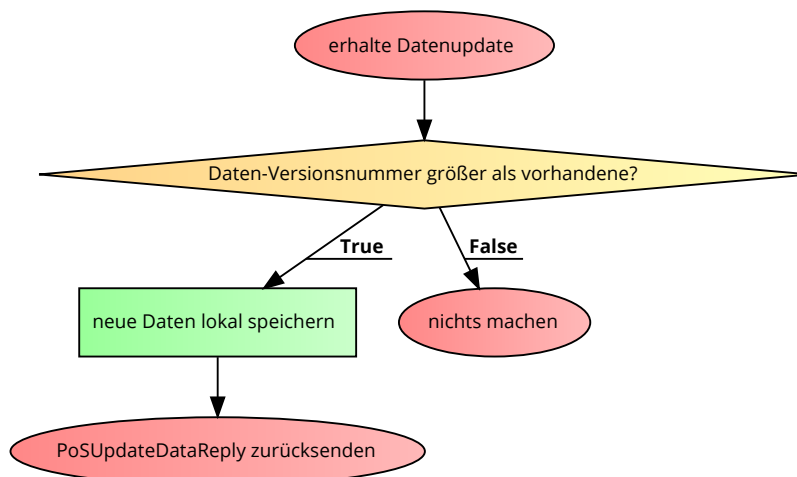 erhalte Datenupdate
Daten-Versionsnummer größer als vorhandene?
True
False
neue Daten lokal speichern
nichts machen
PoSUpdateDataReply zurücksenden